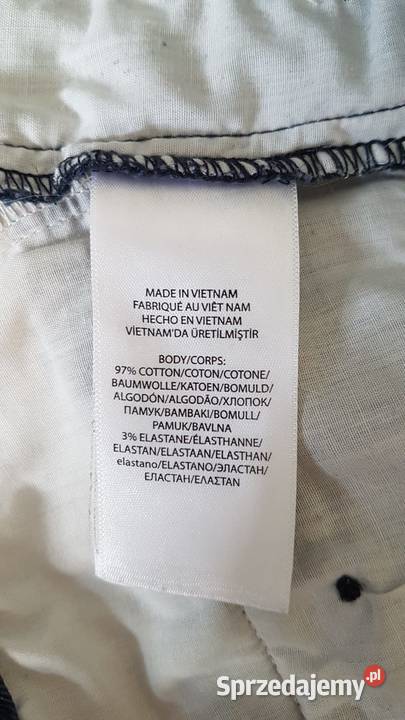 MADE IN VIETNAM
FABRIQUÉ AU VIÊT NAM
HECHO EN VIETNAM
VİETNAM'DA ÜRETİLMİŞTİR
BODY/CORPS:
97% COTTON/COTON/COTONE/
BAUMWOLLE/KATOEN/BOMULD/
ALGODÓN/ALGODÃO/ХЛОПОК/
ПАМУК/ΒΑΜΒΑΚΙ/BOMULL/
PAMUK/BAVLNA
3% ELASTANE/ÉLASTHANNE/
ELASTAN/ELASTAAN/ELASTHAN/
elastano/ELASTANO/ЭЛАСТАН/
ЕЛАСТАН/ΕΛΑΣΤΑΝ
Sprzedajemy.pl